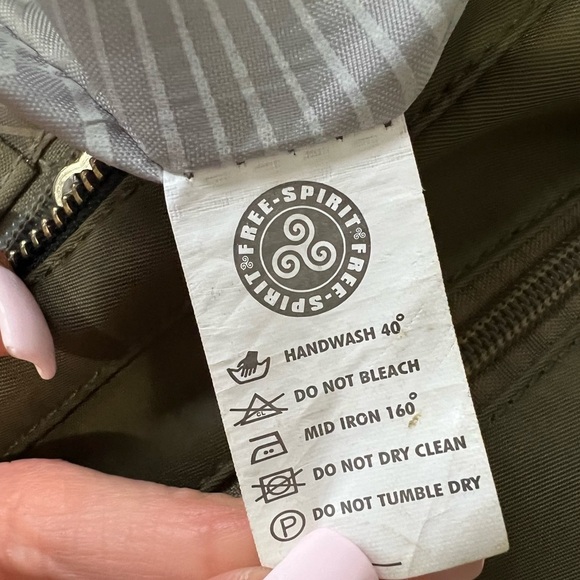 FREE-SPIRIT
FREE-SPIRIT
HANDWASH 40°
CL DO NOT BLEACH
MID IRON 160°
DO NOT DRY CLEAN
P DO NOT TUMBLE DRY